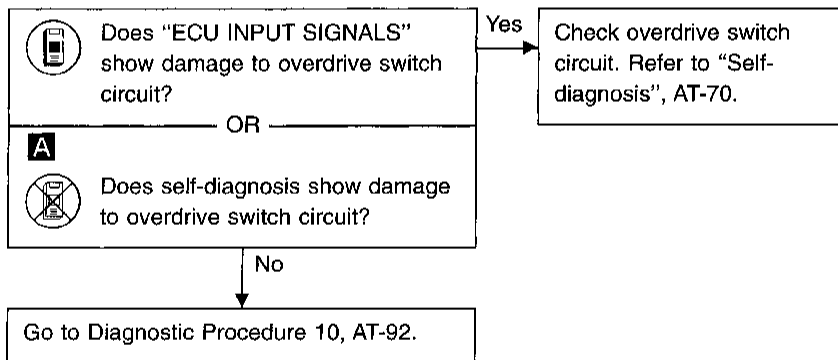 Does “ECU INPUT SIGNALS”
show damage to overdrive switch
circuit?
Yes
Check overdrive switch
circuit. Refer to “Self-
diagnosis”, AT-70.
OR
A
Does self-diagnosis show damage
to overdrive switch circuit?
No
Go to Diagnostic Procedure 10, AT-92.